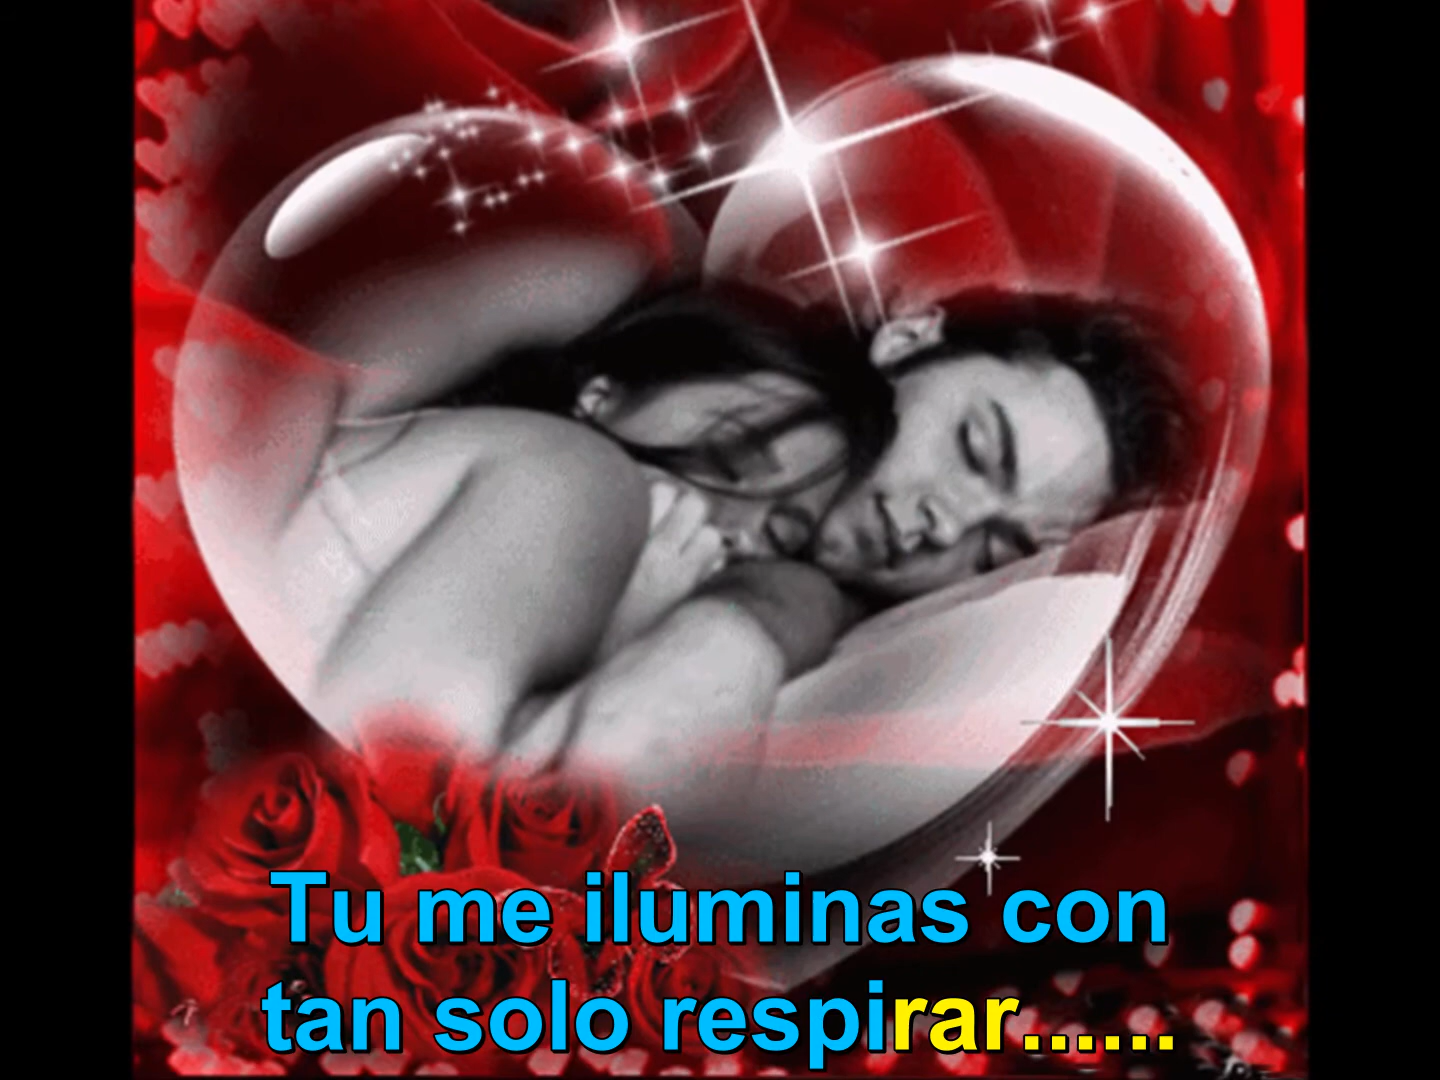 Tu me iluminas con
tan solo respirar......